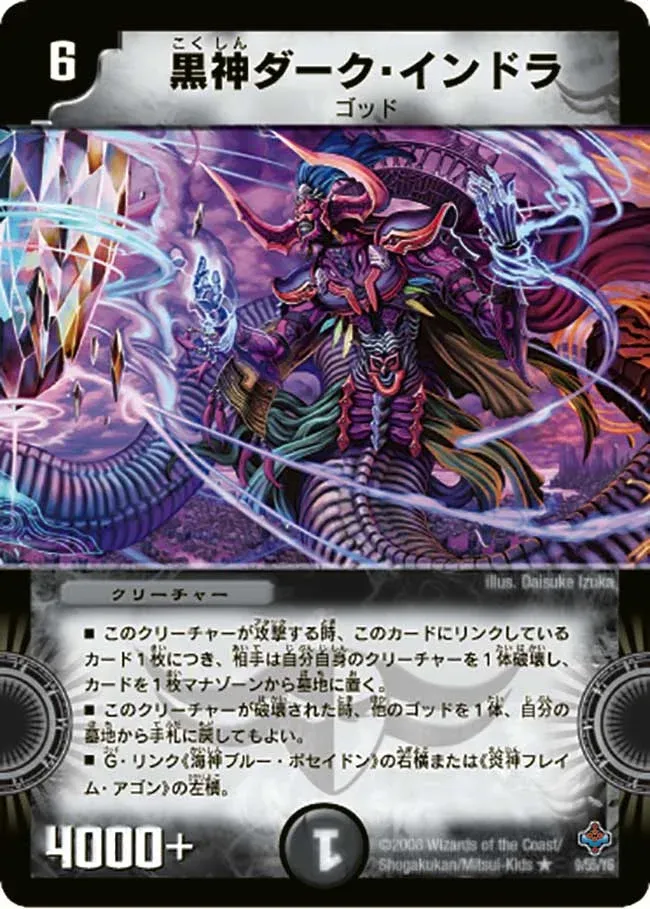 6
こくしん
黒神ダーク・インドラ
ゴッド
illus. Daisuke Izuka
クリーチャー
■ このクリーチャーが攻撃する時、このカードにリンクしている
カード1枚につき、相手は自分自身のクリーチャーを1体破壊し、
カードを1枚マナゾーンから墓地に置く。
■ このクリーチャーが破壊された時、他のゴッドを1体、自分の
墓地から手札に戻してもよい。
■ G・リンク《海神ブルー・ポセイドン》の右横または《炎神フレイ
ム・アゴン》の左横。
4000+
1
©2006 Wizards of the Coast/
Shogakukan/Mitsui-Kids ★
9/55/Y6